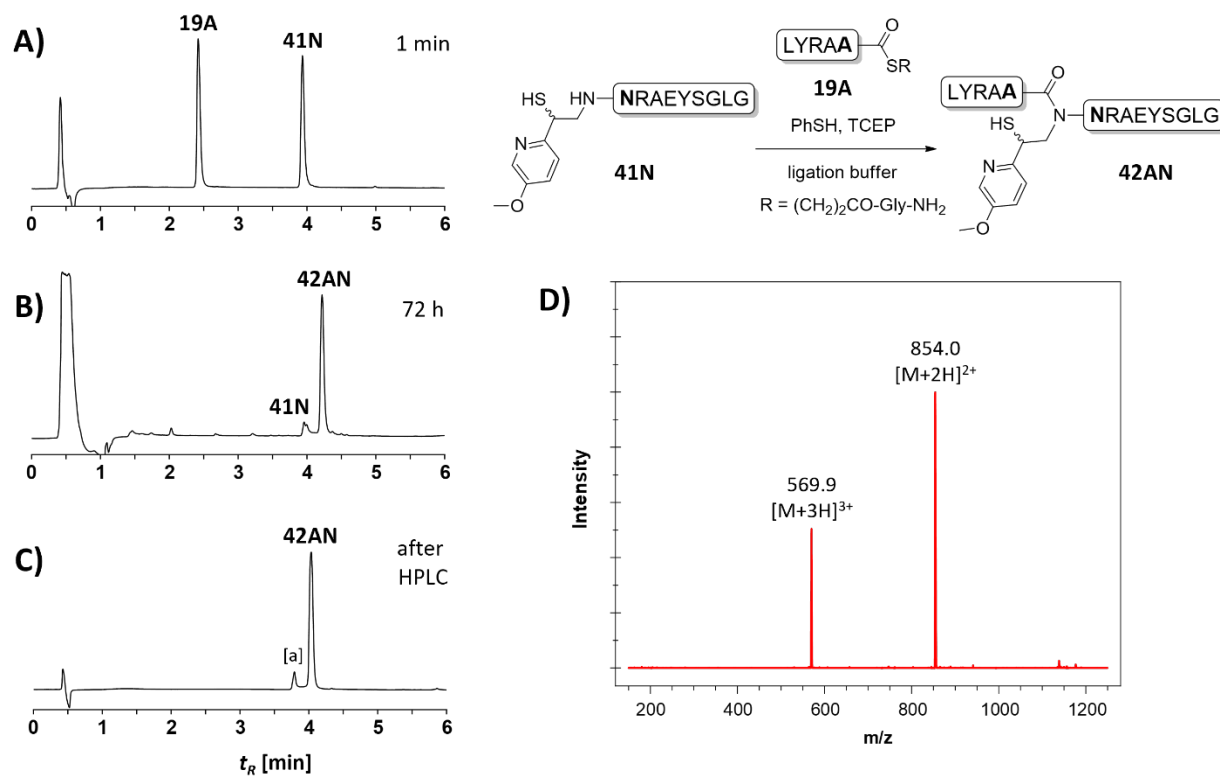 A)
19A
41N
1 min
0 1 2 3 4 5 6
B)
42AN
72 h
41N
0 1 2 3 4 5 6
C)
42AN
after
HPLC
[a]
0 1 2 3 4 5 6
tR [min]
HS
HN
NRAEYSGLG
N
O
41N
LYRAA
O
SR
19A
PhSH, TCEP
ligation buffer
R = (CH2)2CO-Gly-NH2
LYRAA
O
HS
N
NRAEYSGLG
N
O
42AN
D)
854.0
[M+2H]2+
569.9
[M+3H]3+
Intensity
200 400 600 800 1000 1200
m/z